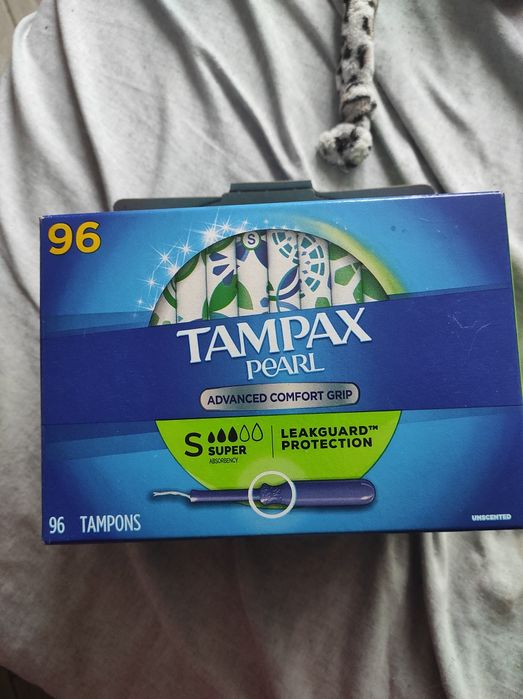 96
S
TAMPAX
PEARL
ADVANCED COMFORT GRIP
S SUPER
ABSORBENCY
LEAKGUARD™
PROTECTION
96 TAMPONS
UNSCENTED